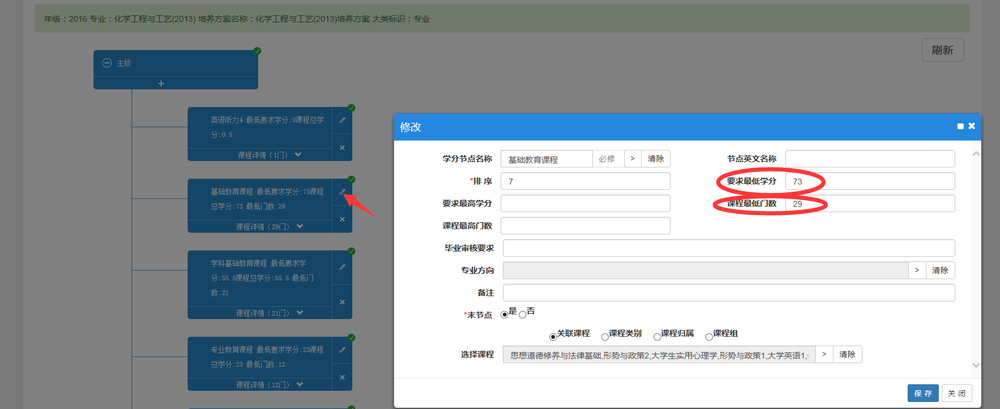 年级：2016 专业：化学工程与工艺(2013) 培养方案名称：化学工程与工艺(2013)培养方案 大类标识：专业
刷新
主修
+
英语听力4 最低要求学分:0课程总学
分:0.5
课程详情（1门）
基础教育课程 最低要求学分:73课程
总学分:73 最低门数:29
课程详情（29门）
学科基础教育课程 最低要求学
分:55.5课程总学分:55.5 最低门
数:21
课程详情（21门）
专业教育课程 最低要求学分:23课程
总学分:23 最低门数:12
课程详情（12门）
修改
学分节点名称 基础教育课程 必修 > 清除 节点英文名称
*排 序 7 要求最低学分 73
要求最高学分 课程最低门数 29
课程最高门数
毕业审核要求
专业方向 > 清除
备注
*末节点 是 否
关联课程 课程类别 课程归属 课程组
选择课程 思想道德修养与法律基础,形势与政策2,大学生实用心理学,形势与政策1,大学英语1, > 清除
保 存 关 闭